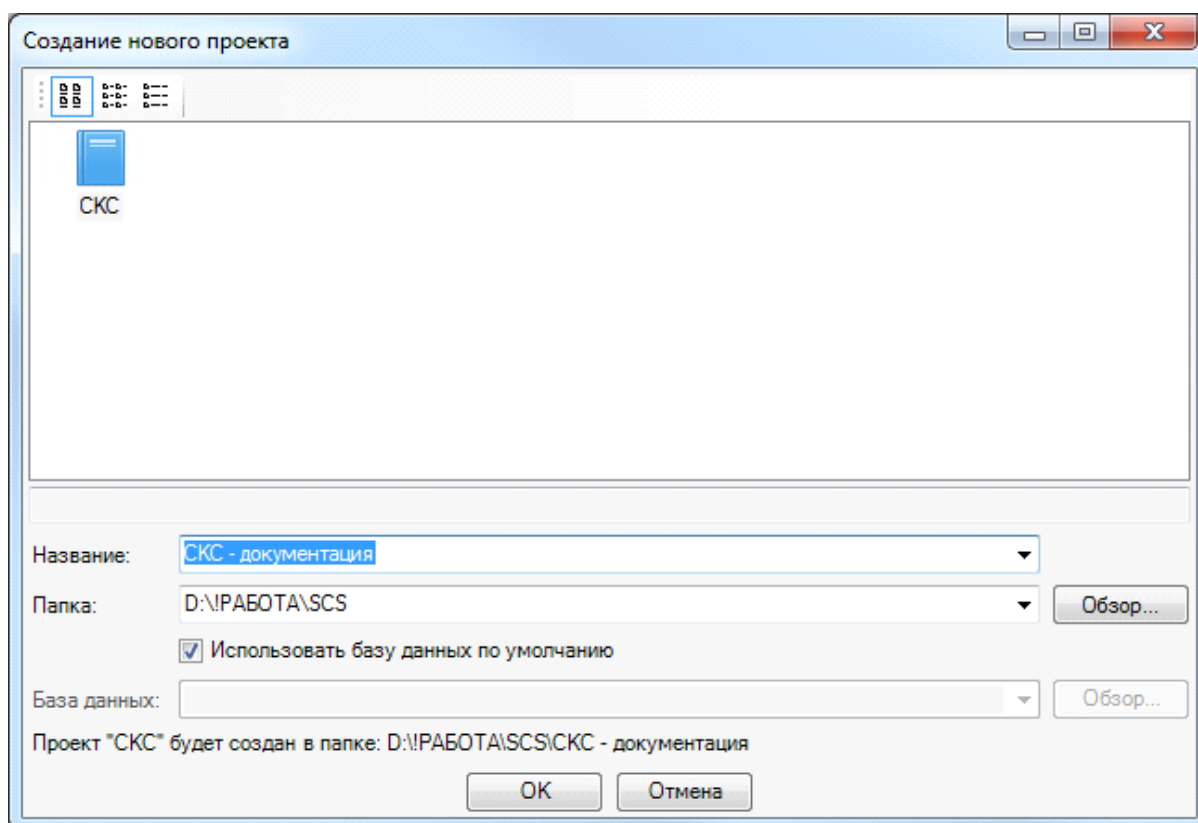 Создание нового проекта
СКС
Название: СКС - документация
Папка: D:\!РАБОТА\SCS Обзор...
Использовать базу данных по умолчанию
База данных: Обзор...
Проект "СКС" будет создан в папке: D:\!РАБОТА\SCS\СКС - документация
OK Отмена